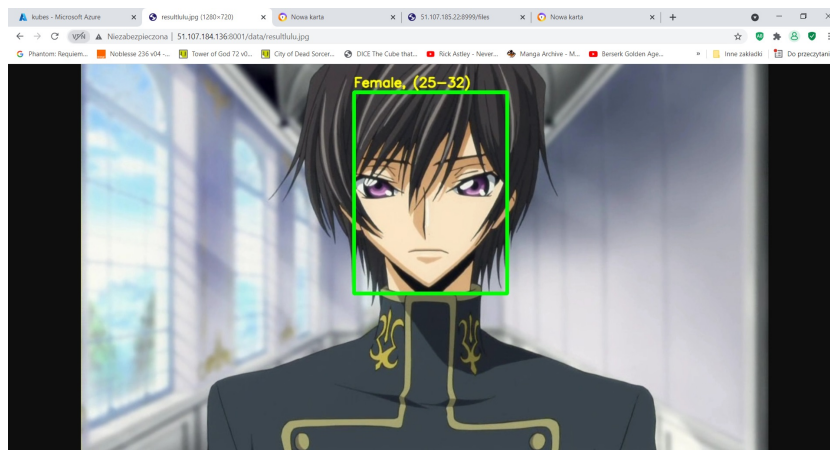 kubes - Microsoft Azure
resultlulu.jpg (1280×720)
Nowa karta
51.107.185.22:8999/files
Nowa karta
VPN Niezabezpieczona | 51.107.184.136:8001/data/resultlulu.jpg
Phantom: Requiem... Noblesse 236 v04 -... Tower of God 72 v0... City of Dead Sorcer... DICE The Cube that... Rick Astley - Never... Manga Archive - M... Berserk Golden Age... » Inne zakładki Do przeczytani
Female, (25-32)